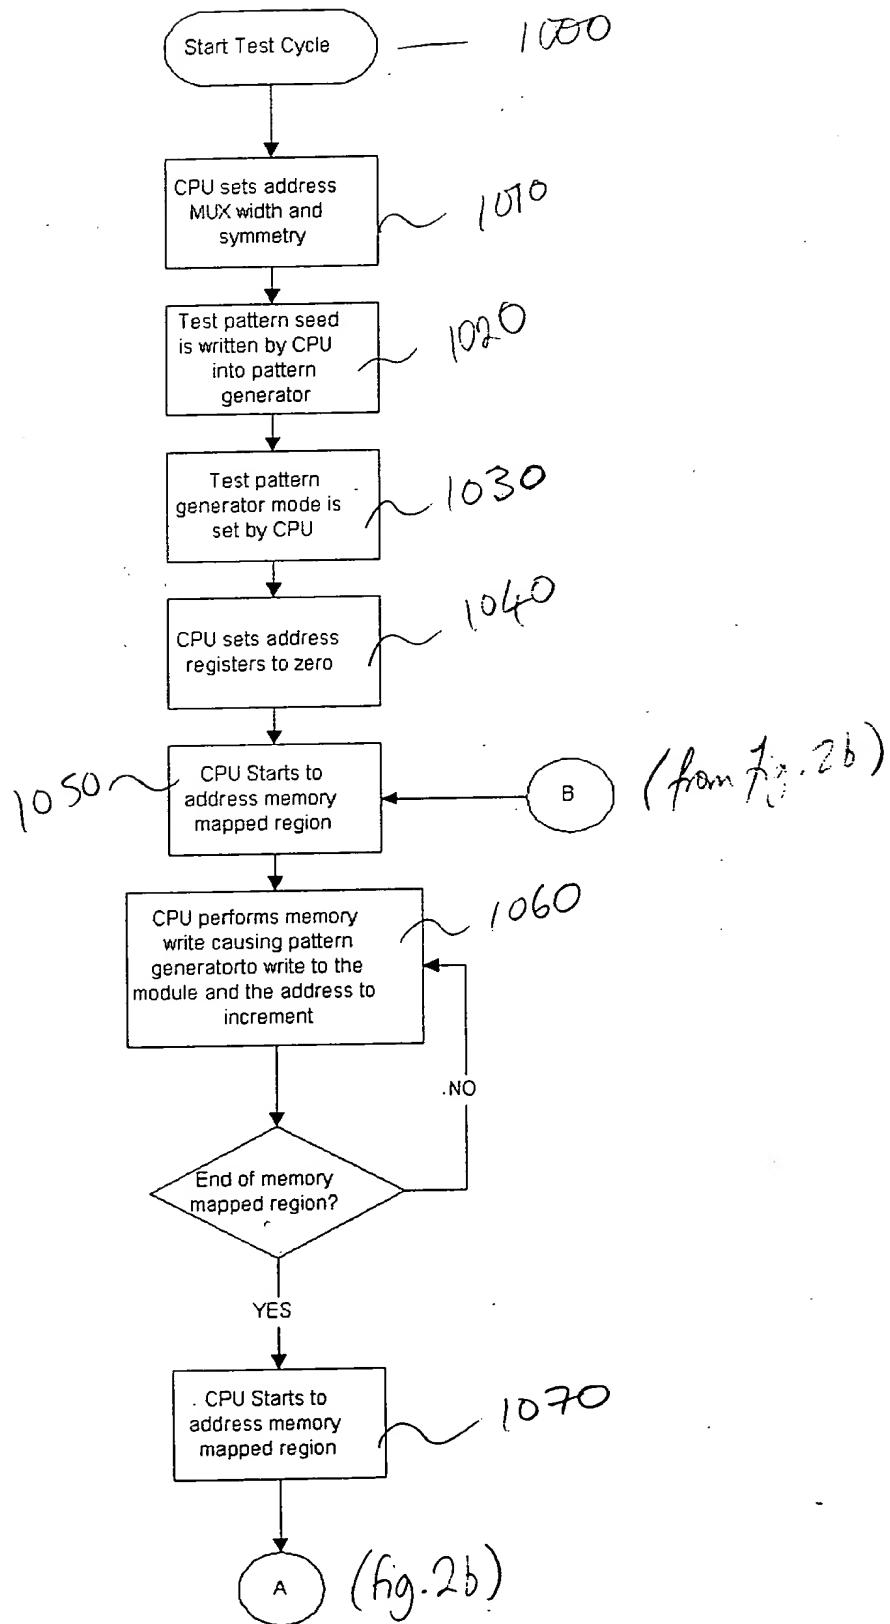 Start Test Cycle
1000
CPU sets address
MUX width and
symmetry
1010
Test pattern seed
is written by CPU
into pattern
generator
1020
Test pattern
generator mode is
set by CPU
1030
CPU sets address
registers to zero
1040
1050
CPU Starts to
address memory
mapped region
B
(from fig. 2b)
CPU performs memory
write causing pattern
generatorto write to the
module and the address to
increment
1060
.NO
End of memory
mapped region?
YES
. CPU Starts to
address memory
mapped region
1070
A
(fig. 2b)